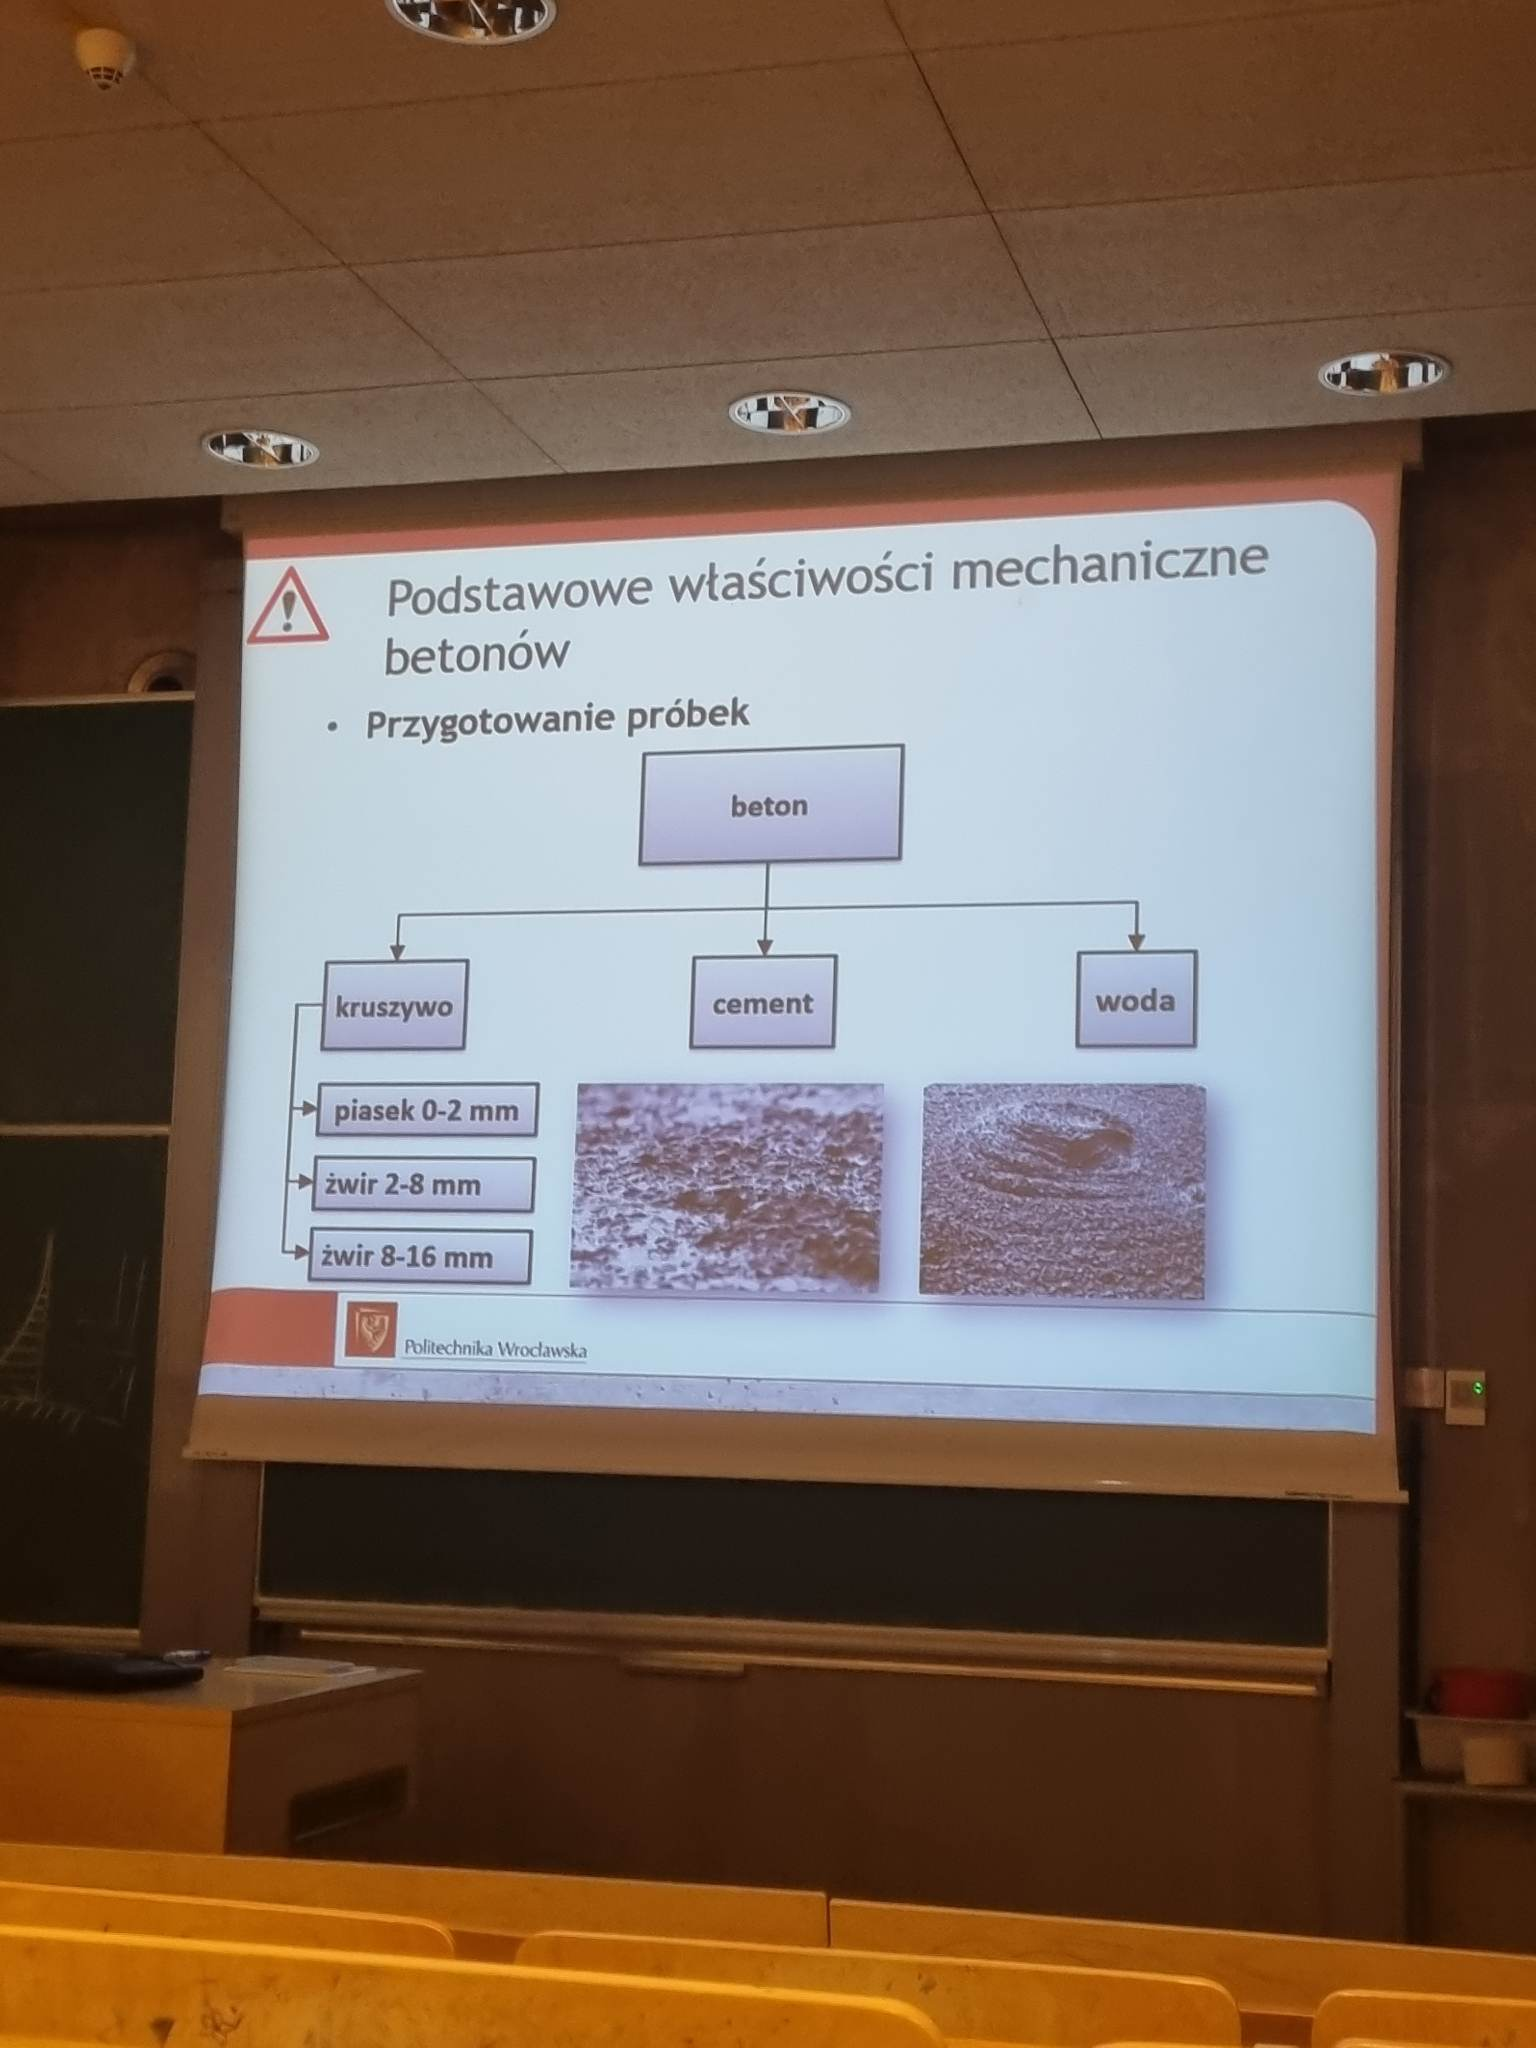 Podstawowe właściwości mechaniczne
betonów
• Przygotowanie próbek
beton
kruszywo
cement
woda
piasek 0-2 mm
żwir 2-8 mm
żwir 8-16 mm
Politechnika Wrocławska